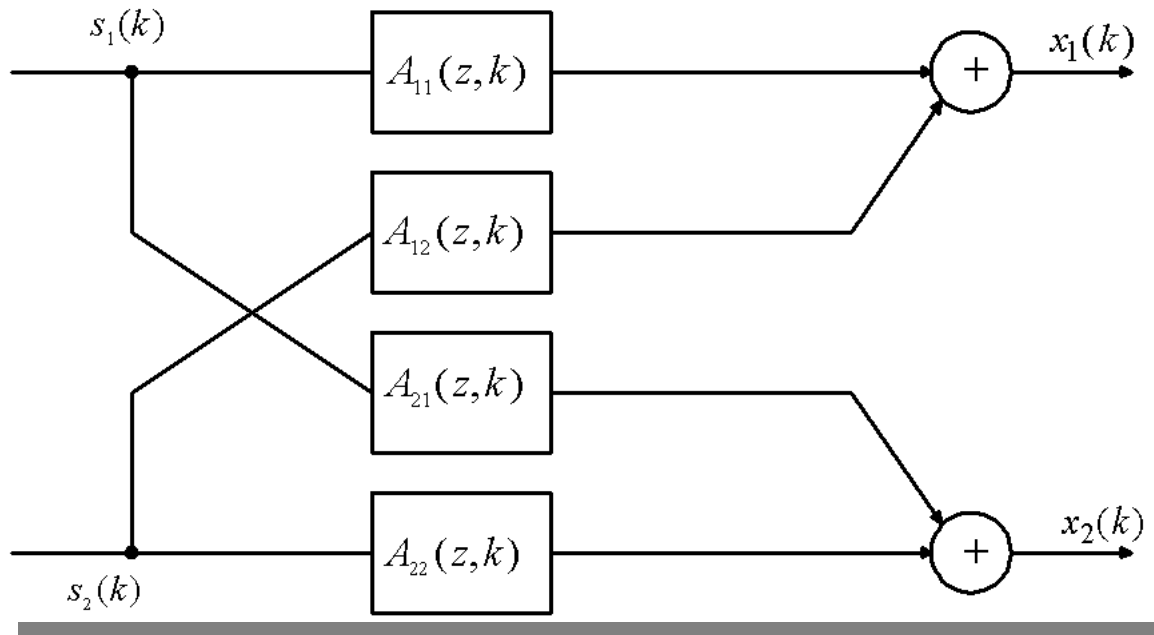 s₁(k)
A₁₁(z,k)
+
x₁(k)
A₁₂(z,k)
A₂₁(z,k)
A₂₂(z,k)
+
x₂(k)
s₂(k)